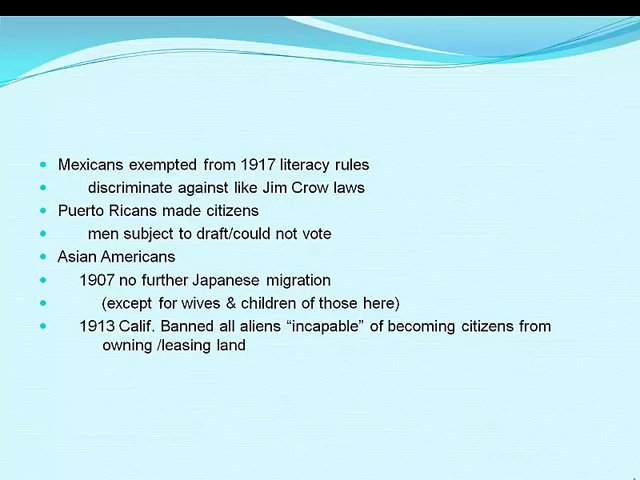 Mexicans exempted from 1917 literacy rules
discriminate against like Jim Crow laws
Puerto Ricans made citizens
men subject to draft/could not vote
Asian Americans
1907 no further Japanese migration
(except for wives & children of those here)
1913 Calif. Banned all aliens “incapable” of becoming citizens from
owning /leasing land